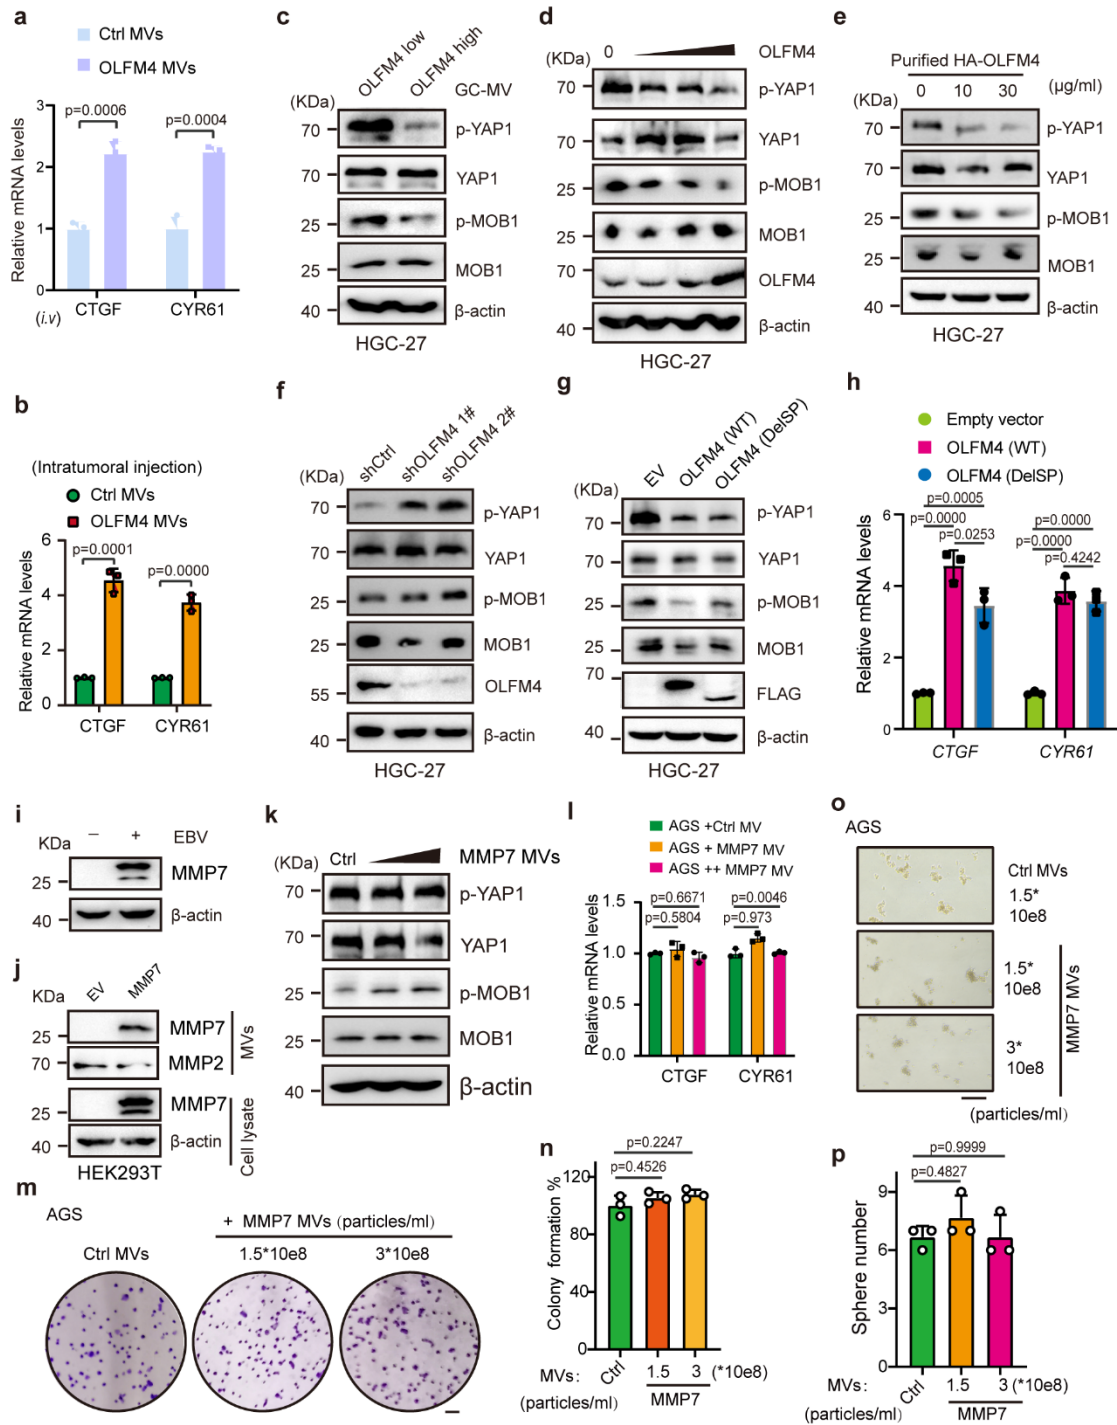 a
Ctrl MVs
OLFM4 MVs
p=0.0006
p=0.0004
Relative mRNA levels
3
2
1
0
CTGF
CYR61
(i.v)
b
(Intratumoral injection)
Ctrl MVs
OLFM4 MVs
p=0.0001
p=0.0000
Relative mRNA levels
6
4
2
0
CTGF
CYR61
c
OLFM4 low
OLFM4 high
(KDa)
GC-MV
70
p-YAP1
70
YAP1
25
p-MOB1
25
MOB1
40
β-actin
HGC-27
d
0
OLFM4
(KDa)
70
p-YAP1
70
YAP1
25
p-MOB1
25
MOB1
70
OLFM4
40
β-actin
HGC-27
e
Purified HA-OLFM4
(KDa)
0 10 30 (μg/ml)
70
p-YAP1
70
YAP1
25
p-MOB1
25
MOB1
40
β-actin
HGC-27
f
shCtrl
shOLFM4 1#
shOLFM4 2#
(KDa)
70
p-YAP1
70
YAP1
25
p-MOB1
25
MOB1
55
OLFM4
40
β-actin
HGC-27
g
EV
OLFM4 (WT)
OLFM4 (DelSP)
(KDa)
70
p-YAP1
70
YAP1
25
p-MOB1
25
MOB1
70
FLAG
40
β-actin
HGC-27
h
Empty vector
OLFM4 (WT)
OLFM4 (DelSP)
p=0.0005
p=0.0000
p=0.0253
p=0.0000
p=0.0000
p=0.4242
Relative mRNA levels
6
4
2
0
CTGF
CYR61
i
KDa
– + EBV
25
MMP7
40
β-actin
j
KDa
EV
MMP7
25
MMP7
70
MMP2
MVs
25
MMP7
40
β-actin
Cell lysate
HEK293T
k
(KDa)
Ctrl
MMP7 MVs
70
p-YAP1
70
YAP1
25
p-MOB1
25
MOB1
40
β-actin
l
AGS +Ctrl MV
AGS + MMP7 MV
AGS ++ MMP7 MV
p=0.6671
p=0.5804
p=0.0046
p=0.973
Relative mRNA levels
1.5
1.0
0.5
0.0
CTGF
CYR61
o
AGS
Ctrl MVs
1.5*
10e8
1.5*
10e8
3*
10e8
MMP7 MVs
(particles/ml)
m
AGS
+ MMP7 MVs (particles/ml)
Ctrl MVs
1.5*10e8
3*10e8
n
p=0.2247
p=0.4526
Colony formation %
120
80
40
0
MVs:
Ctrl
1.5
3
(*10e8)
(particles/ml)
MMP7
p
p=0.9999
p=0.4827
Sphere number
9
6
3
0
MVs:
Ctrl
1.5
3 (*10e8)
(particles/ml)
MMP7